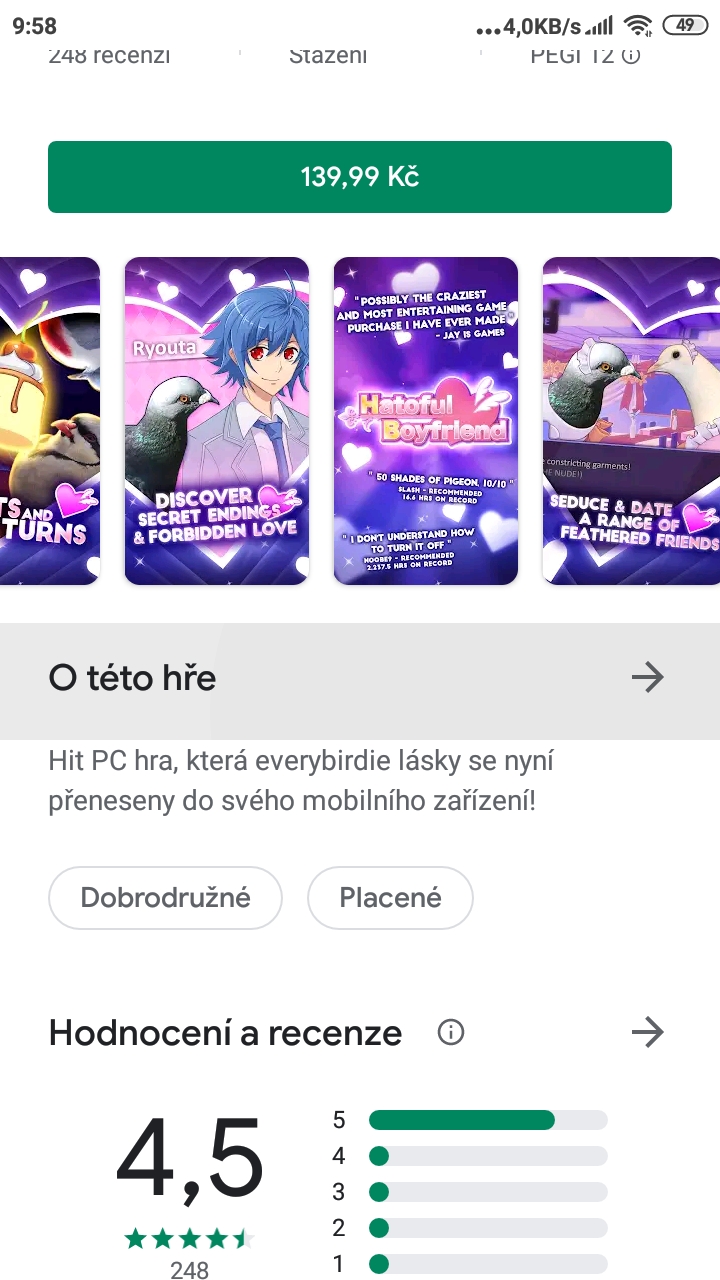 9:58
...4,0KB/s
49
248 recenzí
Stažení
PEGI 12
139,99 Kč
TS AND
TURNS
Ryouta
DISCOVER
SECRET ENDINGS
& FORBIDDEN LOVE
"POSSIBLY THE CRAZIEST
AND MOST ENTERTAINING GAME
PURCHASE I HAVE EVER MADE"
- JAY IS GAMES
Hatoful
Boyfriend
"50 SHADES OF PIGEON. 10/10"
SLASH - RECOMMENDED
16.6 HRS ON RECORD
"I DONT UNDERSTAND HOW
TO TURN IT OFF"
NOOBE? - RECOMMENDED
2,237.5 HRS ON RECORD
E
constricting garments!
HE NUDE!)
SEDUCE & DATE
A RANGE OF
FEATHERED FRIENDS
O této hře
Hit PC hra, která everybirdie lásky se nyní
přeneseny do svého mobilního zařízení!
Dobrodružné
Placené
Hodnocení a recenze
4,5
248
5
4
3
2
1